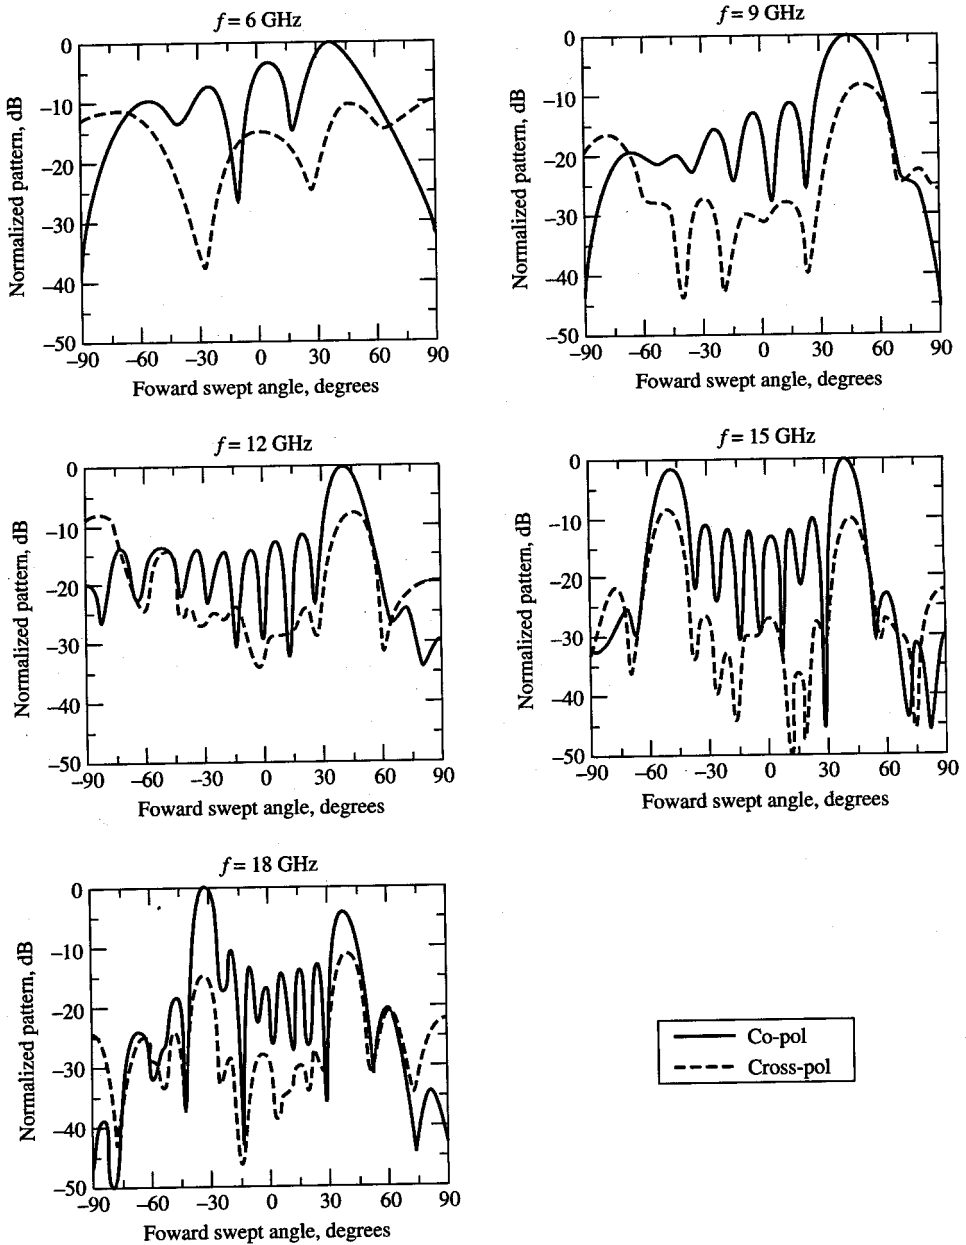 f = 6 GHz
Normalized pattern, dB
0
−10
−20
−30
−40
−50
−90 −60 −30 0 30 60 90
Foward swept angle, degrees
f = 9 GHz
Normalized pattern, dB
0
−10
−20
−30
−40
−50
−90 −60 −30 0 30 60 90
Foward swept angle, degrees
f = 12 GHz
Normalized pattern, dB
0
−10
−20
−30
−40
−50
−90 −60 −30 0 30 60 90
Foward swept angle, degrees
f = 15 GHz
Normalized pattern, dB
0
−10
−20
−30
−40
−50
−90 −60 −30 0 30 60 90
Foward swept angle, degrees
f = 18 GHz
Normalized pattern, dB
0
−10
−20
−30
−40
−50
−90 −60 −30 0 30 60 90
Foward swept angle, degrees
Co-pol
Cross-pol